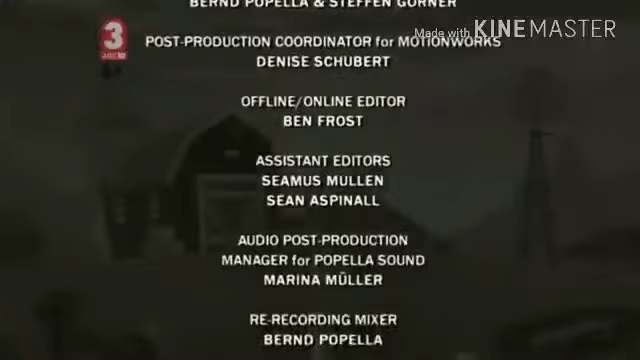 BERND POPELLA & STEFFEN GÖRNER
Made with KINEMASTER
3
POST-PRODUCTION COORDINATOR for MOTIONWORKS
DENISE SCHUBERT
OFFLINE/ONLINE EDITOR
BEN FROST
ASSISTANT EDITORS
SEAMUS MULLEN
SEAN ASPINALL
AUDIO POST-PRODUCTION
MANAGER for POPELLA SOUND
MARINA MÜLLER
RE-RECORDING MIXER
BERND POPELLA